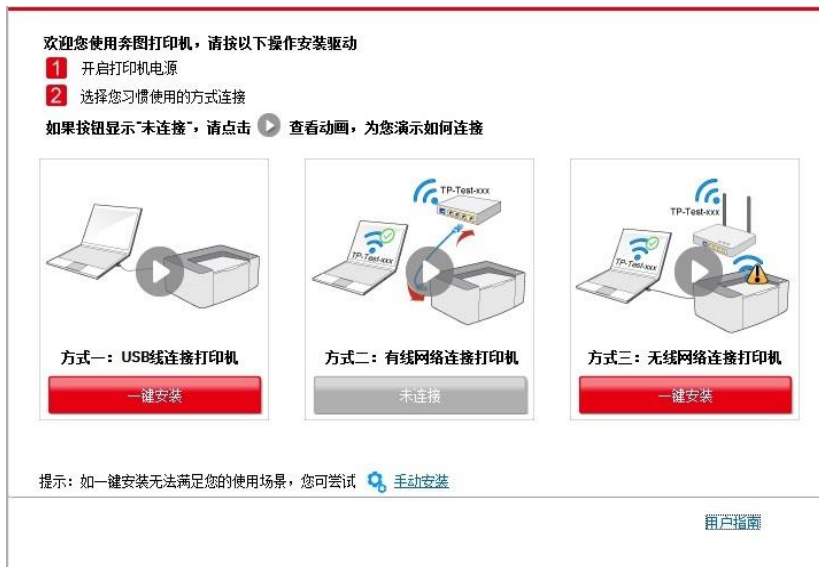 欢迎您使用奔图打印机，请按以下操作安装驱动
1 开启打印机电源
2 选择您习惯使用的方式连接
如果按钮显示"未连接"，请点击 查看动画，为您演示如何连接
TP-Test-xxx
TP-Test-xxx
TP-Test-xxx
TP-Test-xxx
方式一：USB线连接打印机
一键安装
方式二：有线网络连接打印机
未连接
方式三：无线网络连接打印机
一键安装
提示：如一键安装无法满足您的使用场景，您可尝试 手动安装
用户指南